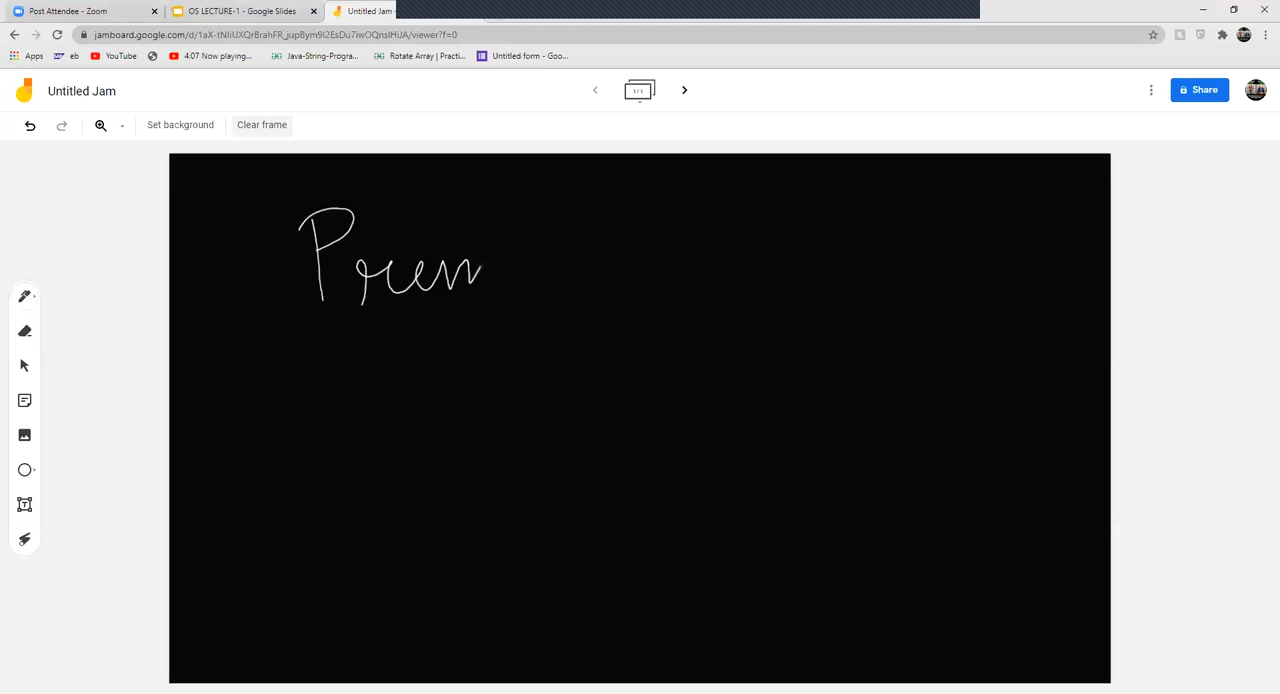 Post Attendee - Zoom
OS LECTURE-1 - Google Slides
Untitled Jam -
jamboard.google.com/d/1aX-tNIiUXQrBrahFR_jupBym9I2EsDu7iwOQnslHiJA/viewer?f=0
Apps
eb
YouTube
4:07 Now playing...
Java-String-Progra...
Rotate Array | Practi...
Untitled form - Goo...
Untitled Jam
1/1
Share
Set background
Clear frame
Prem